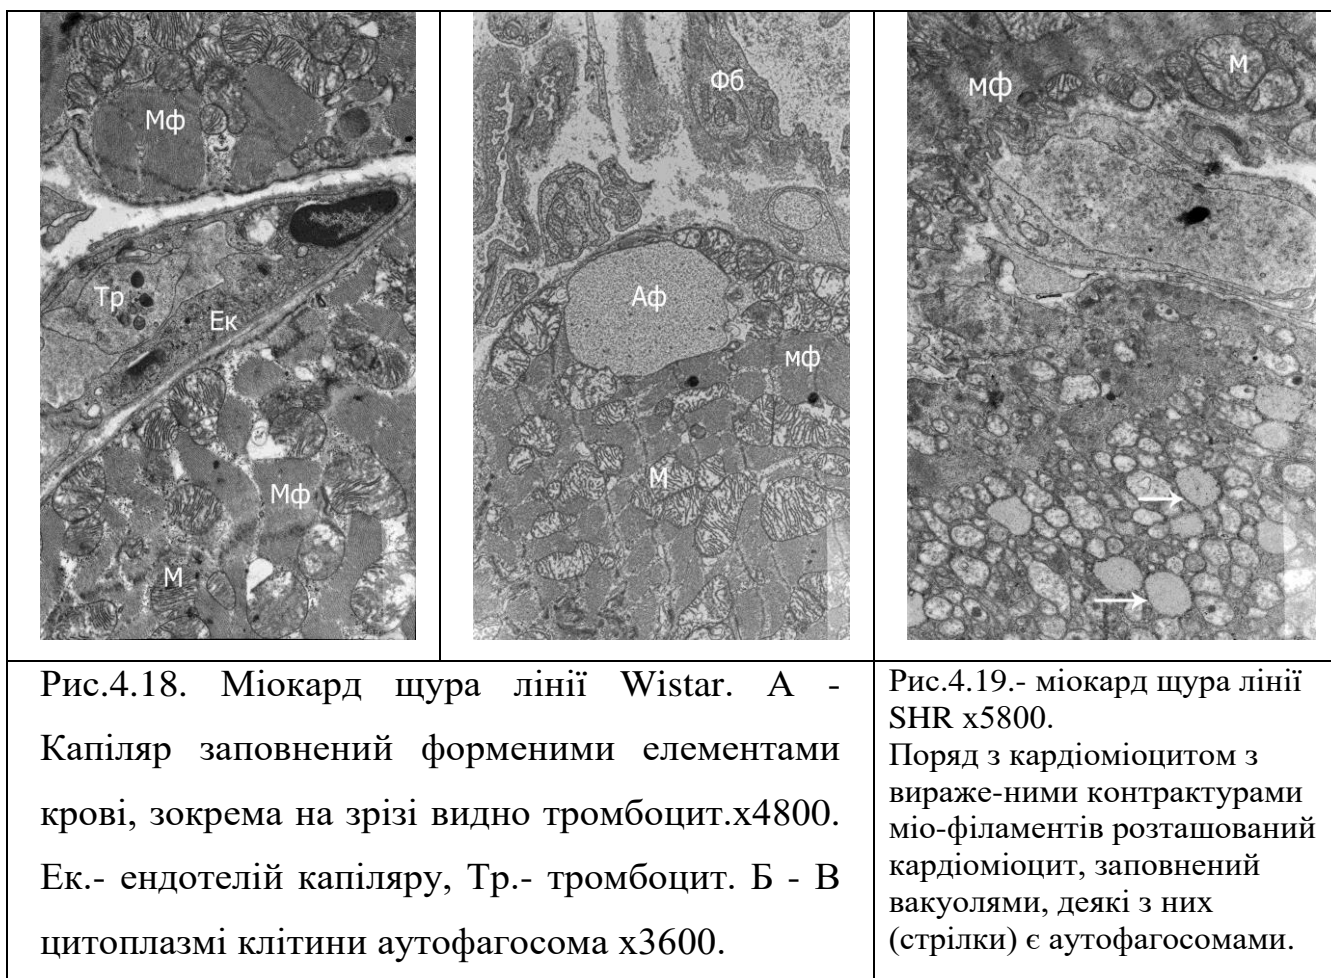 Мф
Тр
Ек
Мф
М
Фб
Аф
мф
М
мф
М
Рис.4.18. Міокард щура лінії Wistar. А -
Капіляр заповнений форменими елементами
крові, зокрема на зрізі видно тромбоцит.х4800.
Ек.- ендотелій капіляру, Тр.- тромбоцит. Б - В
цитоплазмі клітини аутофагосома х3600.
Рис.4.19.- міокард щура лінії
SHR х5800.
Поряд з кардіоміоцитом з
вираже-ними контрактурами
міо-філаментів розташований
кардіоміоцит, заповнений
вакуолями, деякі з них
(стрілки) є аутофагосомами.